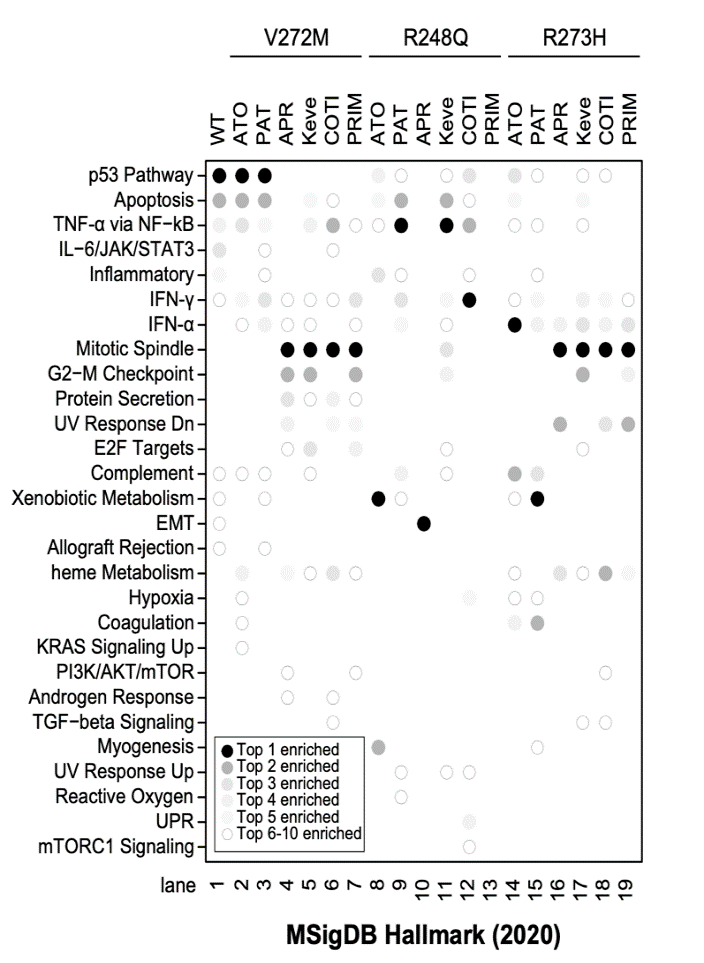 V272M R248Q R273H
WT ATO PAT APR Keve COTI PRIM ATO PAT APR Keve COTI PRIM ATO PAT APR Keve COTI PRIM
p53 Pathway
Apoptosis
TNF-α via NF-kB
IL-6/JAK/STAT3
Inflammatory
IFN-γ
IFN-α
Mitotic Spindle
G2-M Checkpoint
Protein Secretion
UV Response Dn
E2F Targets
Complement
Xenobiotic Metabolism
EMT
Allograft Rejection
heme Metabolism
Hypoxia
Coagulation
KRAS Signaling Up
PI3K/AKT/mTOR
Androgen Response
TGF-beta Signaling
Myogenesis
UV Response Up
Reactive Oxygen
UPR
mTORC1 Signaling
Top 1 enriched
Top 2 enriched
Top 3 enriched
Top 4 enriched
Top 5 enriched
Top 6-10 enriched
lane 1 2 3 4 5 6 7 8 9 10 11 12 13 14 15 16 17 18 19
MSigDB Hallmark (2020)